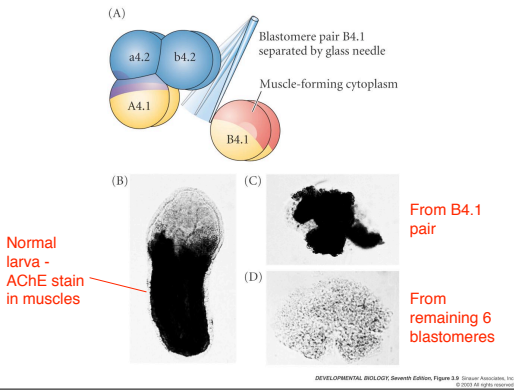 (A)
Blastomere pair B4.1
separated by glass needle
a4.2
b4.2
Muscle-forming cytoplasm
A4.1
B4.1
(B)
(C)
From B4.1
pair
Normal
larva -
AChE stain
in muscles
(D)
From
remaining 6
blastomeres
DEVELOPMENTAL BIOLOGY, Seventh Edition, Figure 3.9 Sinauer Associates, Inc
© 2003 All rights reserved